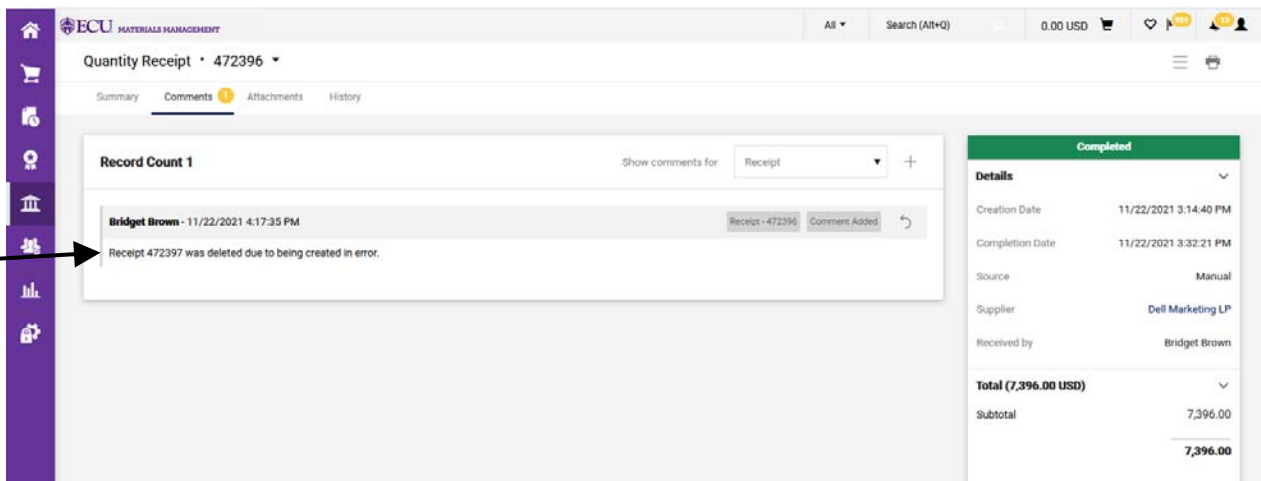 ECU MATERIALS MANAGEMENT
All
Search (Alt+Q)
0.00 USD
Quantity Receipt • 472396
Summary Comments 1 Attachments History
Record Count 1
Show comments for Receipt
Bridget Brown - 11/22/2021 4:17:35 PM
Receipt - 472396 Comment Added
Receipt 472397 was deleted due to being created in error.
Completed
Details
Creation Date 11/22/2021 3:14:40 PM
Completion Date 11/22/2021 3:32:21 PM
Source Manual
Supplier Dell Marketing LP
Received by Bridget Brown
Total (7,396.00 USD)
Subtotal 7,396.00
7,396.00